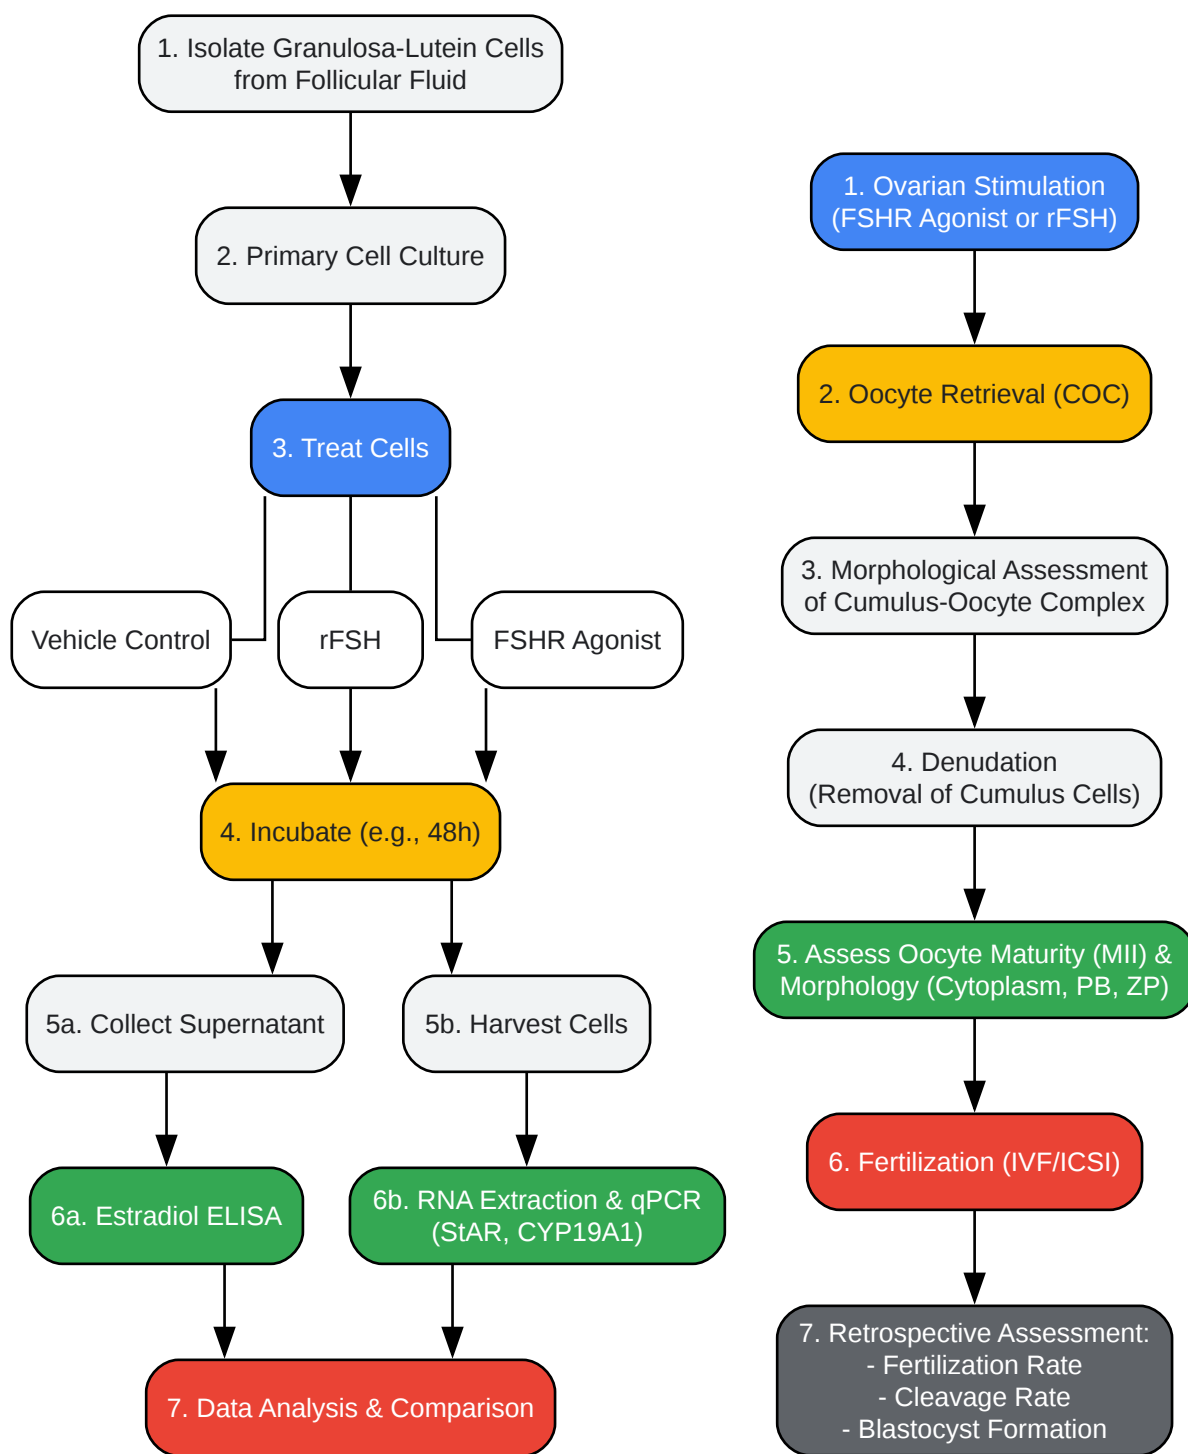 1. Isolate Granulosa-Lutein Cells
from Follicular Fluid
2. Primary Cell Culture
3. Treat Cells
Vehicle Control
rFSH
FSHR Agonist
4. Incubate (e.g., 48h)
5a. Collect Supernatant
5b. Harvest Cells
6a. Estradiol ELISA
6b. RNA Extraction & qPCR
(StAR, CYP19A1)
7. Data Analysis & Comparison
1. Ovarian Stimulation
(FSHR Agonist or rFSH)
2. Oocyte Retrieval (COC)
3. Morphological Assessment
of Cumulus-Oocyte Complex
4. Denudation
(Removal of Cumulus Cells)
5. Assess Oocyte Maturity (MII) &
Morphology (Cytoplasm, PB, ZP)
6. Fertilization (IVF/ICSI)
7. Retrospective Assessment:
- Fertilization Rate
- Cleavage Rate
- Blastocyst Formation